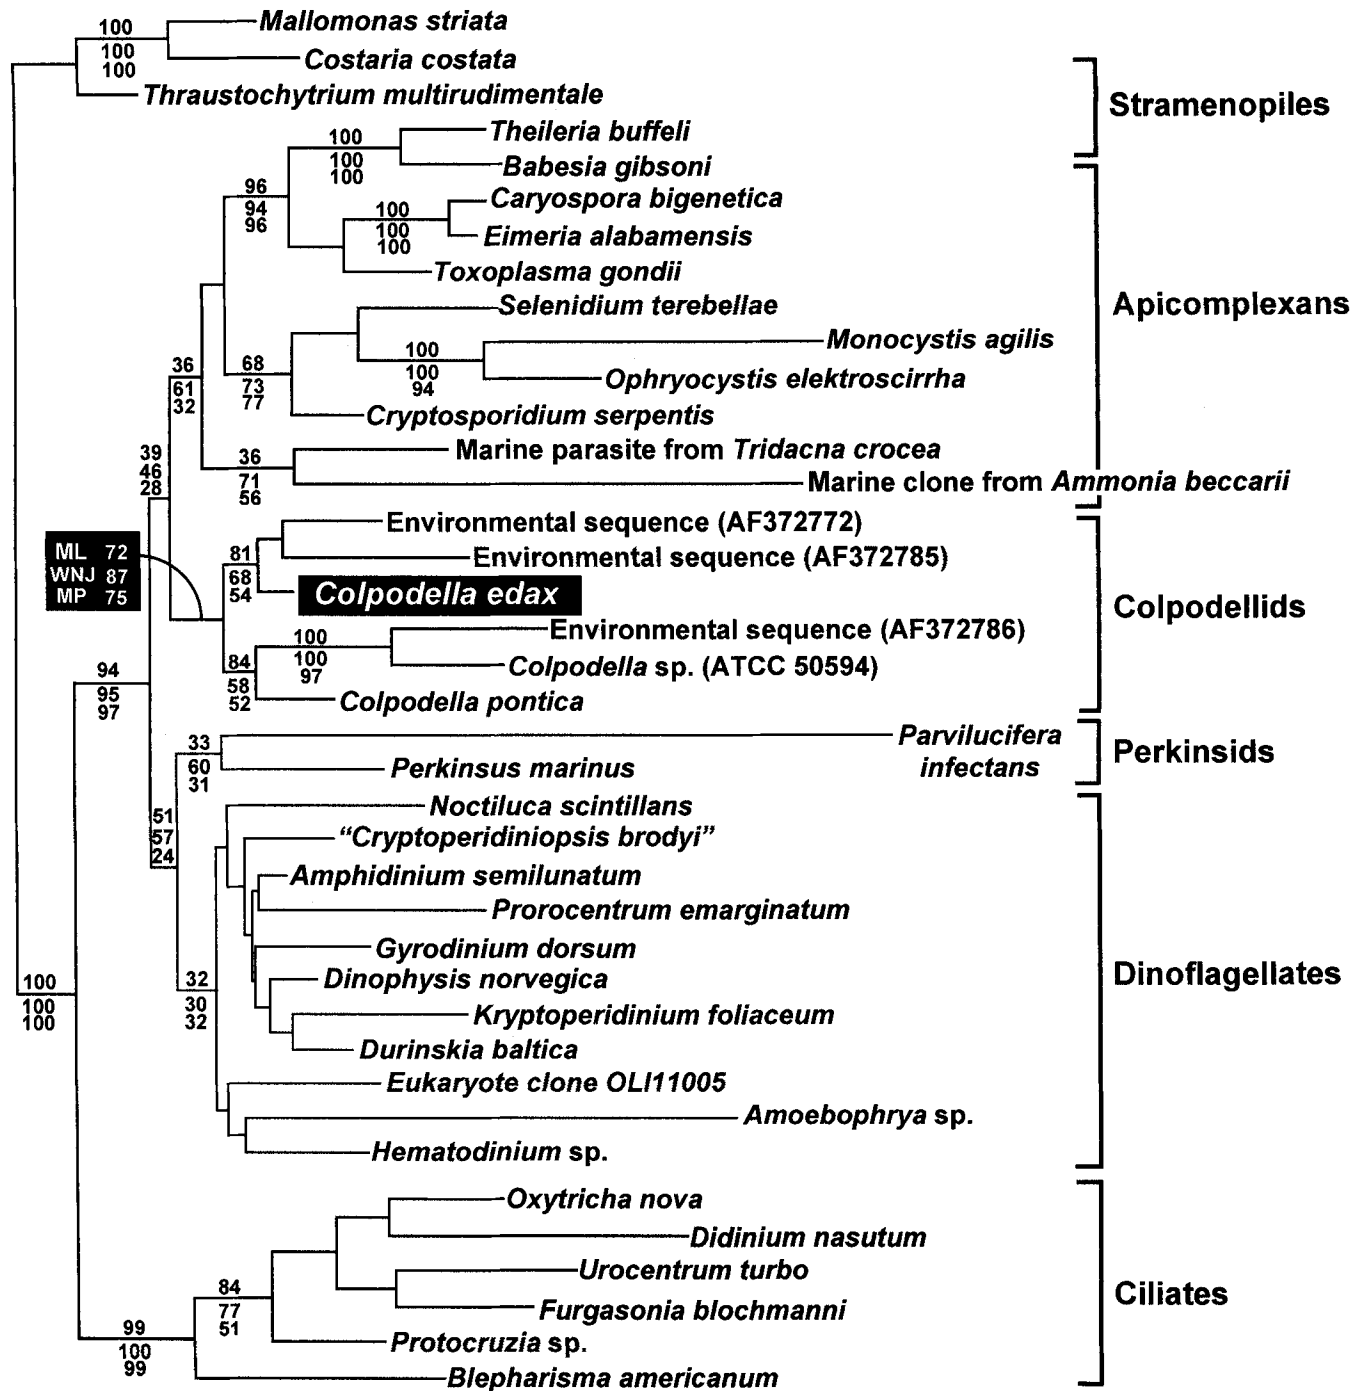 Mallomonas striata
100
100
100
Costaria costata
Thraustochytrium multirudimentale
Stramenopiles
Theileria buffeli
100
100
100
Babesia gibsoni
96
94
96
Caryospora bigenetica
100
100
100
Eimeria alabamensis
Toxoplasma gondii
Selenidium terebellae
Apicomplexans
Monocystis agilis
100
100
94
Ophryocystis elektroscirrha
36
61
32
68
73
77
Cryptosporidium serpentis
Marine parasite from Tridacna crocea
36
71
56
Marine clone from Ammonia beccarii
39
46
28
Environmental sequence (AF372772)
ML 72
WNJ 87
MP 75
81
68
54
Environmental sequence (AF372785)
Colpodella edax
Colpodellids
Environmental sequence (AF372786)
100
100
97
Colpodella sp. (ATCC 50594)
84
58
52
Colpodella pontica
94
95
97
33
60
31
Parvilucifera
infectans
Perkinsus marinus
Perkinsids
51
57
24
Noctiluca scintillans
“Cryptoperidiniopsis brodyi”
Amphidinium semilunatum
Prorocentrum emarginatum
Gyrodinium dorsum
Dinophysis norvegica
Dinoflagellates
32
30
32
100
100
100
Kryptoperidinium foliaceum
Durinskia baltica
Eukaryote clone OLI11005
Amoebophrya sp.
Hematodinium sp.
Oxytricha nova
Didinium nasutum
Urocentrum turbo
84
77
51
Ciliates
Furgasonia blochmanni
99
100
99
Protocruzia sp.
Blepharisma americanum